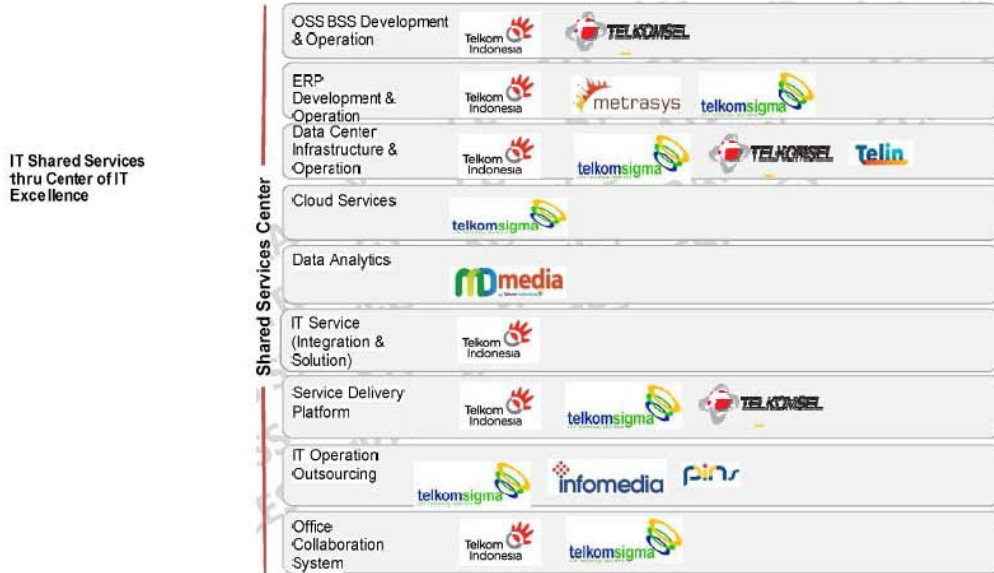 IT Shared Services
thru Center of IT
Excellence
Shared Services Center
OSS BSS Development
& Operation
Telkom
Indonesia
TELKOMSEL
ERP
Development &
Operation
Telkom
Indonesia
metrasys
telkomsigma
Data Center
Infrastructure &
Operation
Telkom
Indonesia
telkomsigma
TELKOMSEL
Telin
Cloud Services
telkomsigma
Data Analytics
MDmedia
IT Service
(Integration &
Solution)
Telkom
Indonesia
Service Delivery
Platform
Telkom
Indonesia
telkomsigma
TELKOMSEL
IT Operation
Outsourcing
telkomsigma
infomedia
pins
Office
Collaboration
System
Telkom
Indonesia
telkomsigma